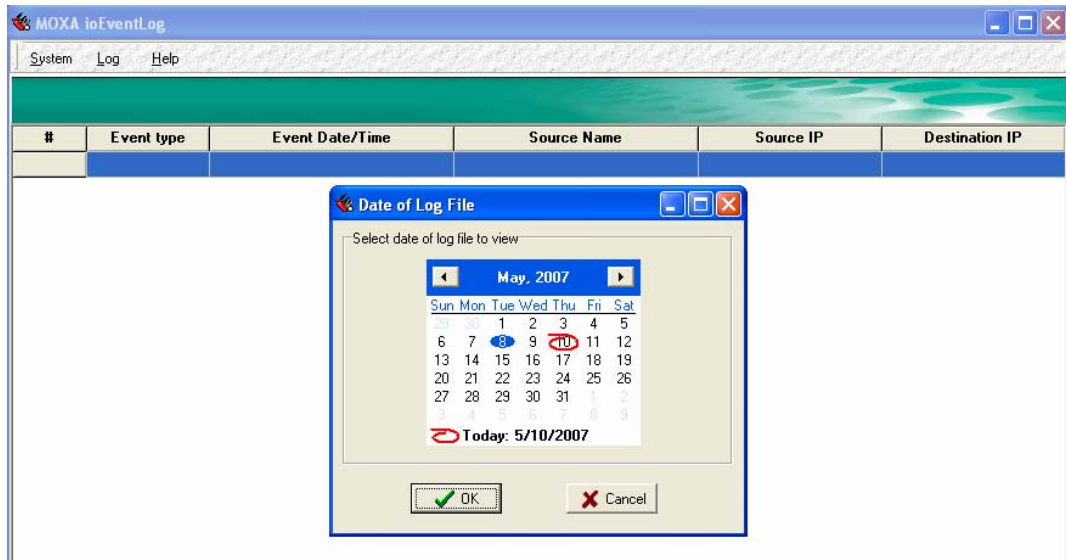 MOXA ioEventLog
System Log Help
# Event type Event Date/Time Source Name Source IP Destination IP
Date of Log File
Select date of log file to view
May, 2007
Sun Mon Tue Wed Thu Fri Sat
29 30 1 2 3 4 5
6 7 8 9 10 11 12
13 14 15 16 17 18 19
20 21 22 23 24 25 26
27 28 29 30 31 1 2
3 4 5 6 7 8 9
Today: 5/10/2007
OK Cancel